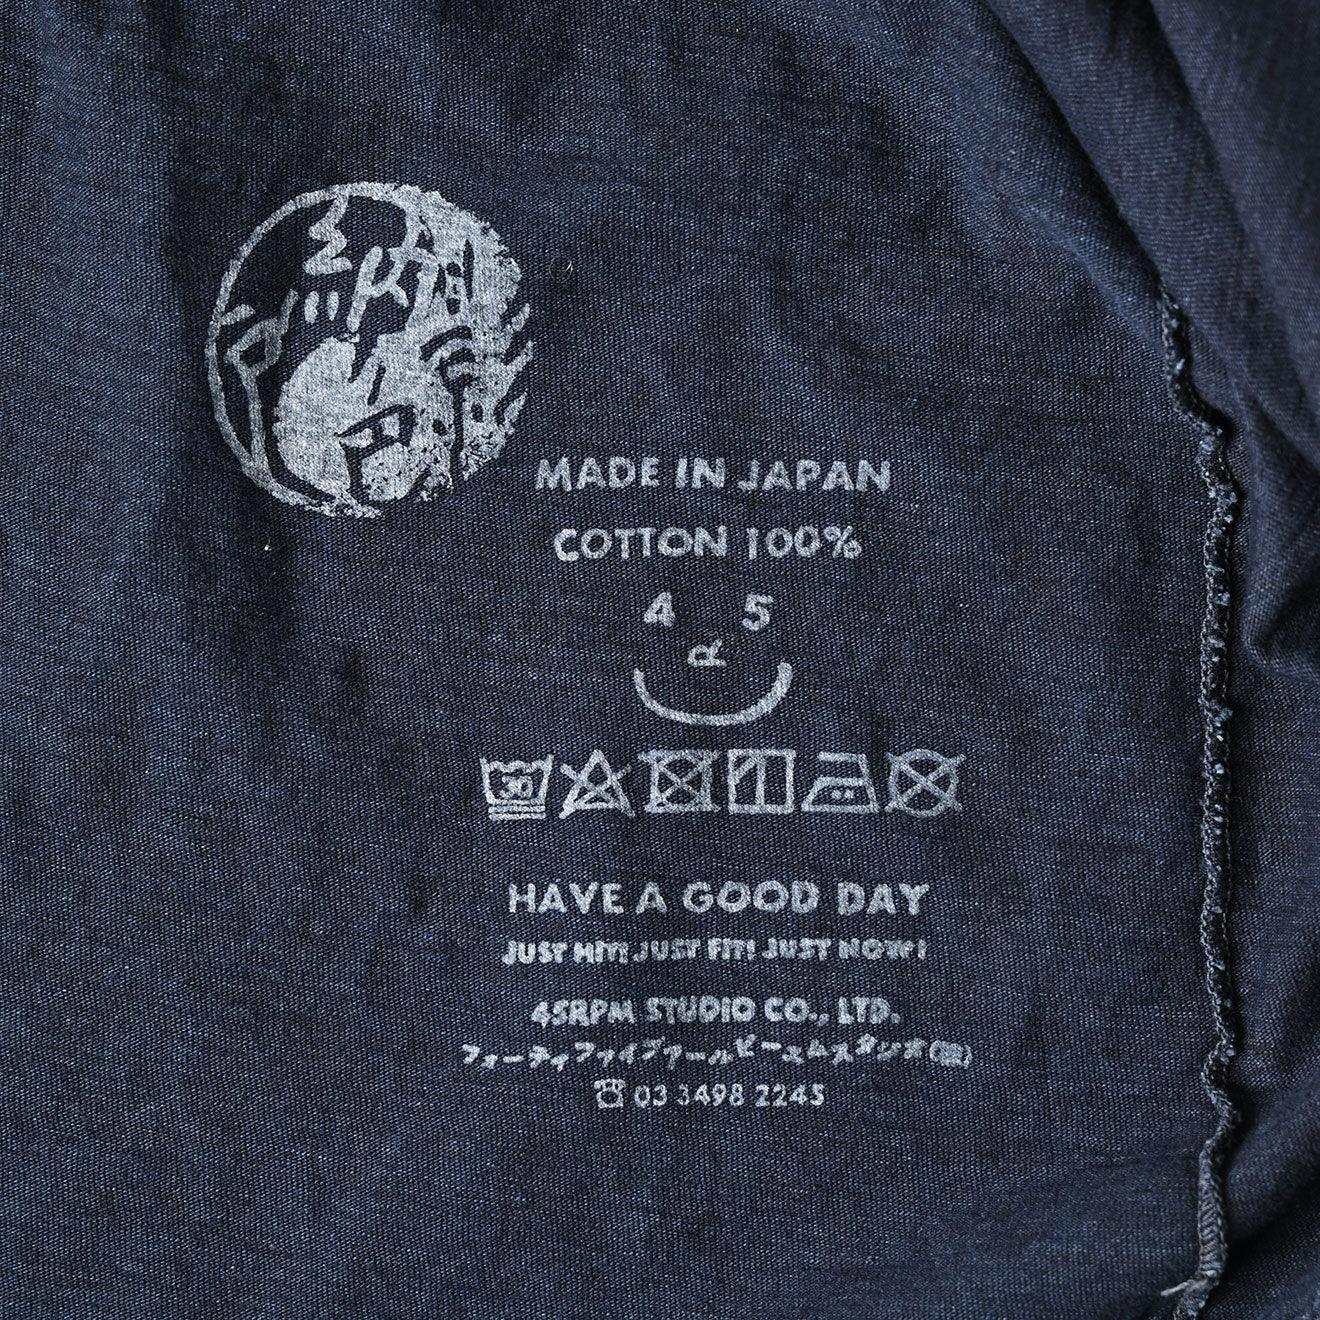 MADE IN JAPAN
COTTON 100%
4 5
R
30
HAVE A GOOD DAY
JUST HIT! JUST FIT! JUST NOW!
45RPM STUDIO CO., LTD.
フォーティファイブアールピーエムスタジオ(株)
☎ 03 3498 2245